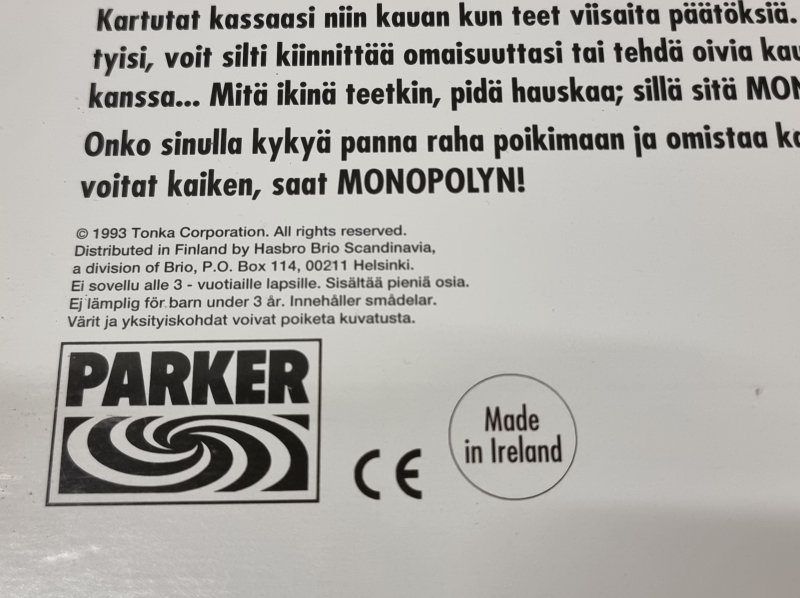 Kartutat kassaasi niin kauan kun teet viisaita päätöksiä.
tyisi, voit silti kiinnittää omaisuuttasi tai tehdä oivia
kanssa... Mitä ikinä teetkin, pidä hauskaa; sillä sitä
Onko sinulla kykyä panna raha poikimaan ja omistaa
voitat kaiken, saat MONOPOLYN!
© 1993 Tonka Corporation. All rights reserved.
Distributed in Finland by Hasbro Brio Scandinavia,
a division of Brio, P.O. Box 114, 00211 Helsinki.
Ei sovellu alle 3 - vuotiaille lapsille. Sisältää pieniä osia.
Ej lämplig för barn under 3 år. Innehåller smådelar.
Värit ja yksityiskohdat voivat poiketa kuvatusta.
PARKER
CE
Made
in Ireland